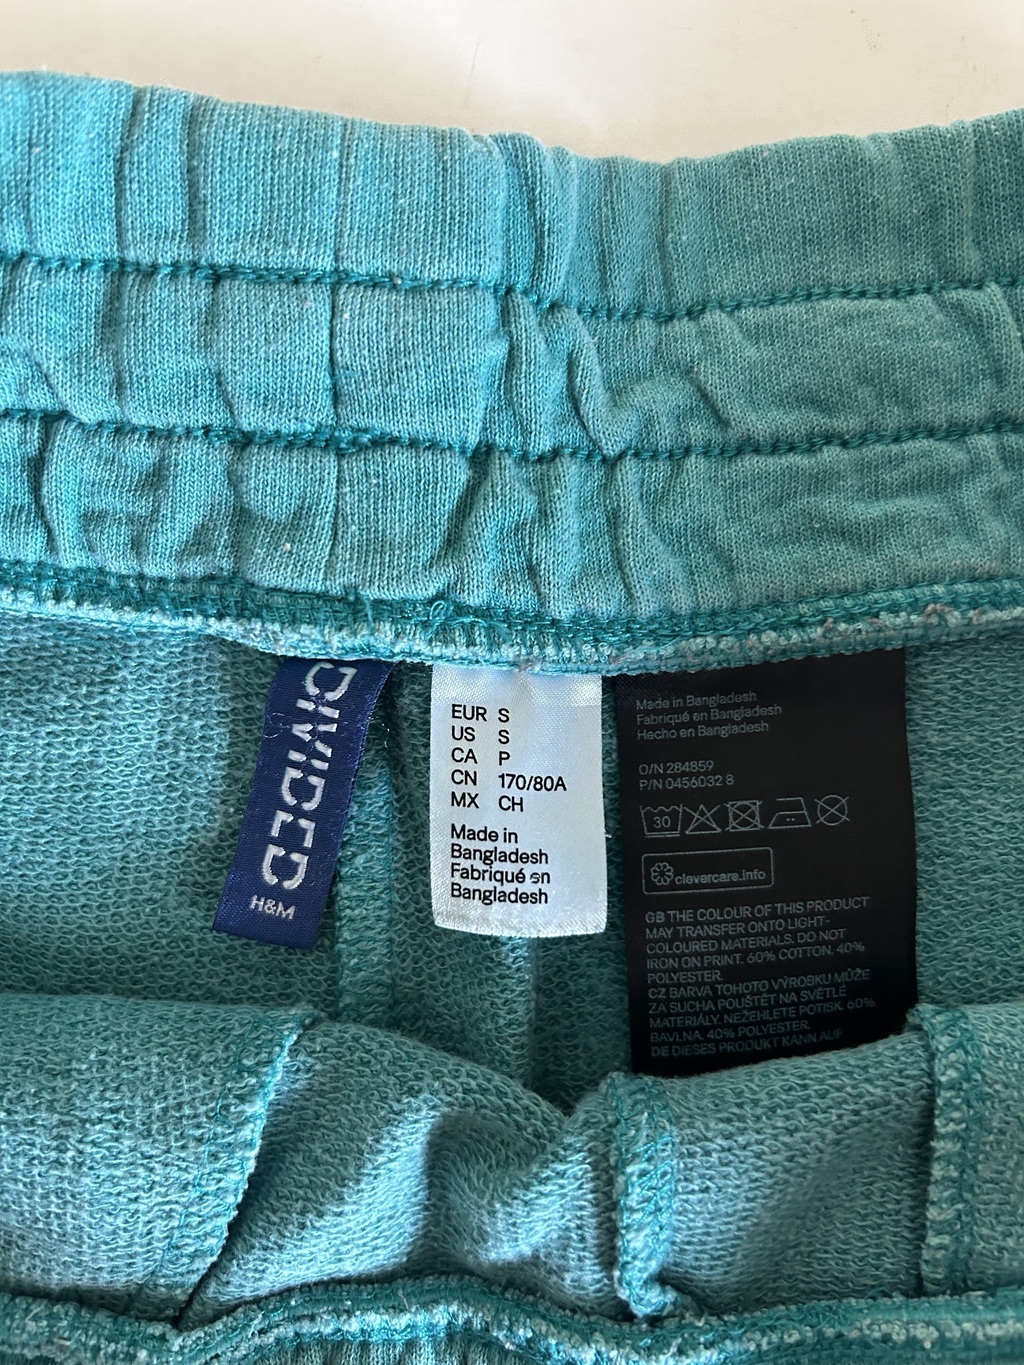 DIVIDED
H&M
EUR S
US S
CA P
CN 170/80A
MX CH
Made in
Bangladesh
Fabriqué en
Bangladesh
Made in Bangladesh
Fabriqué en Bangladesh
Hecho en Bangladesh
O/N 284859
P/N 0456032 8
30
clevercare.info
GB THE COLOUR OF THIS PRODUCT
MAY TRANSFER ONTO LIGHT-
COLOURED MATERIALS. DO NOT
IRON ON PRINT. 60% COTTON. 40%
POLYESTER.
CZ BARVA TOHOTO VÝROBKU MŮŽE
ZA SUCHA POUŠTĚT NA SVĚTLÉ
MATERIÁLY. NEŽEHLETE POTISK. 60%
BAVLNA. 40% POLYESTER.
DE DIESES PRODUKT KANN AUF